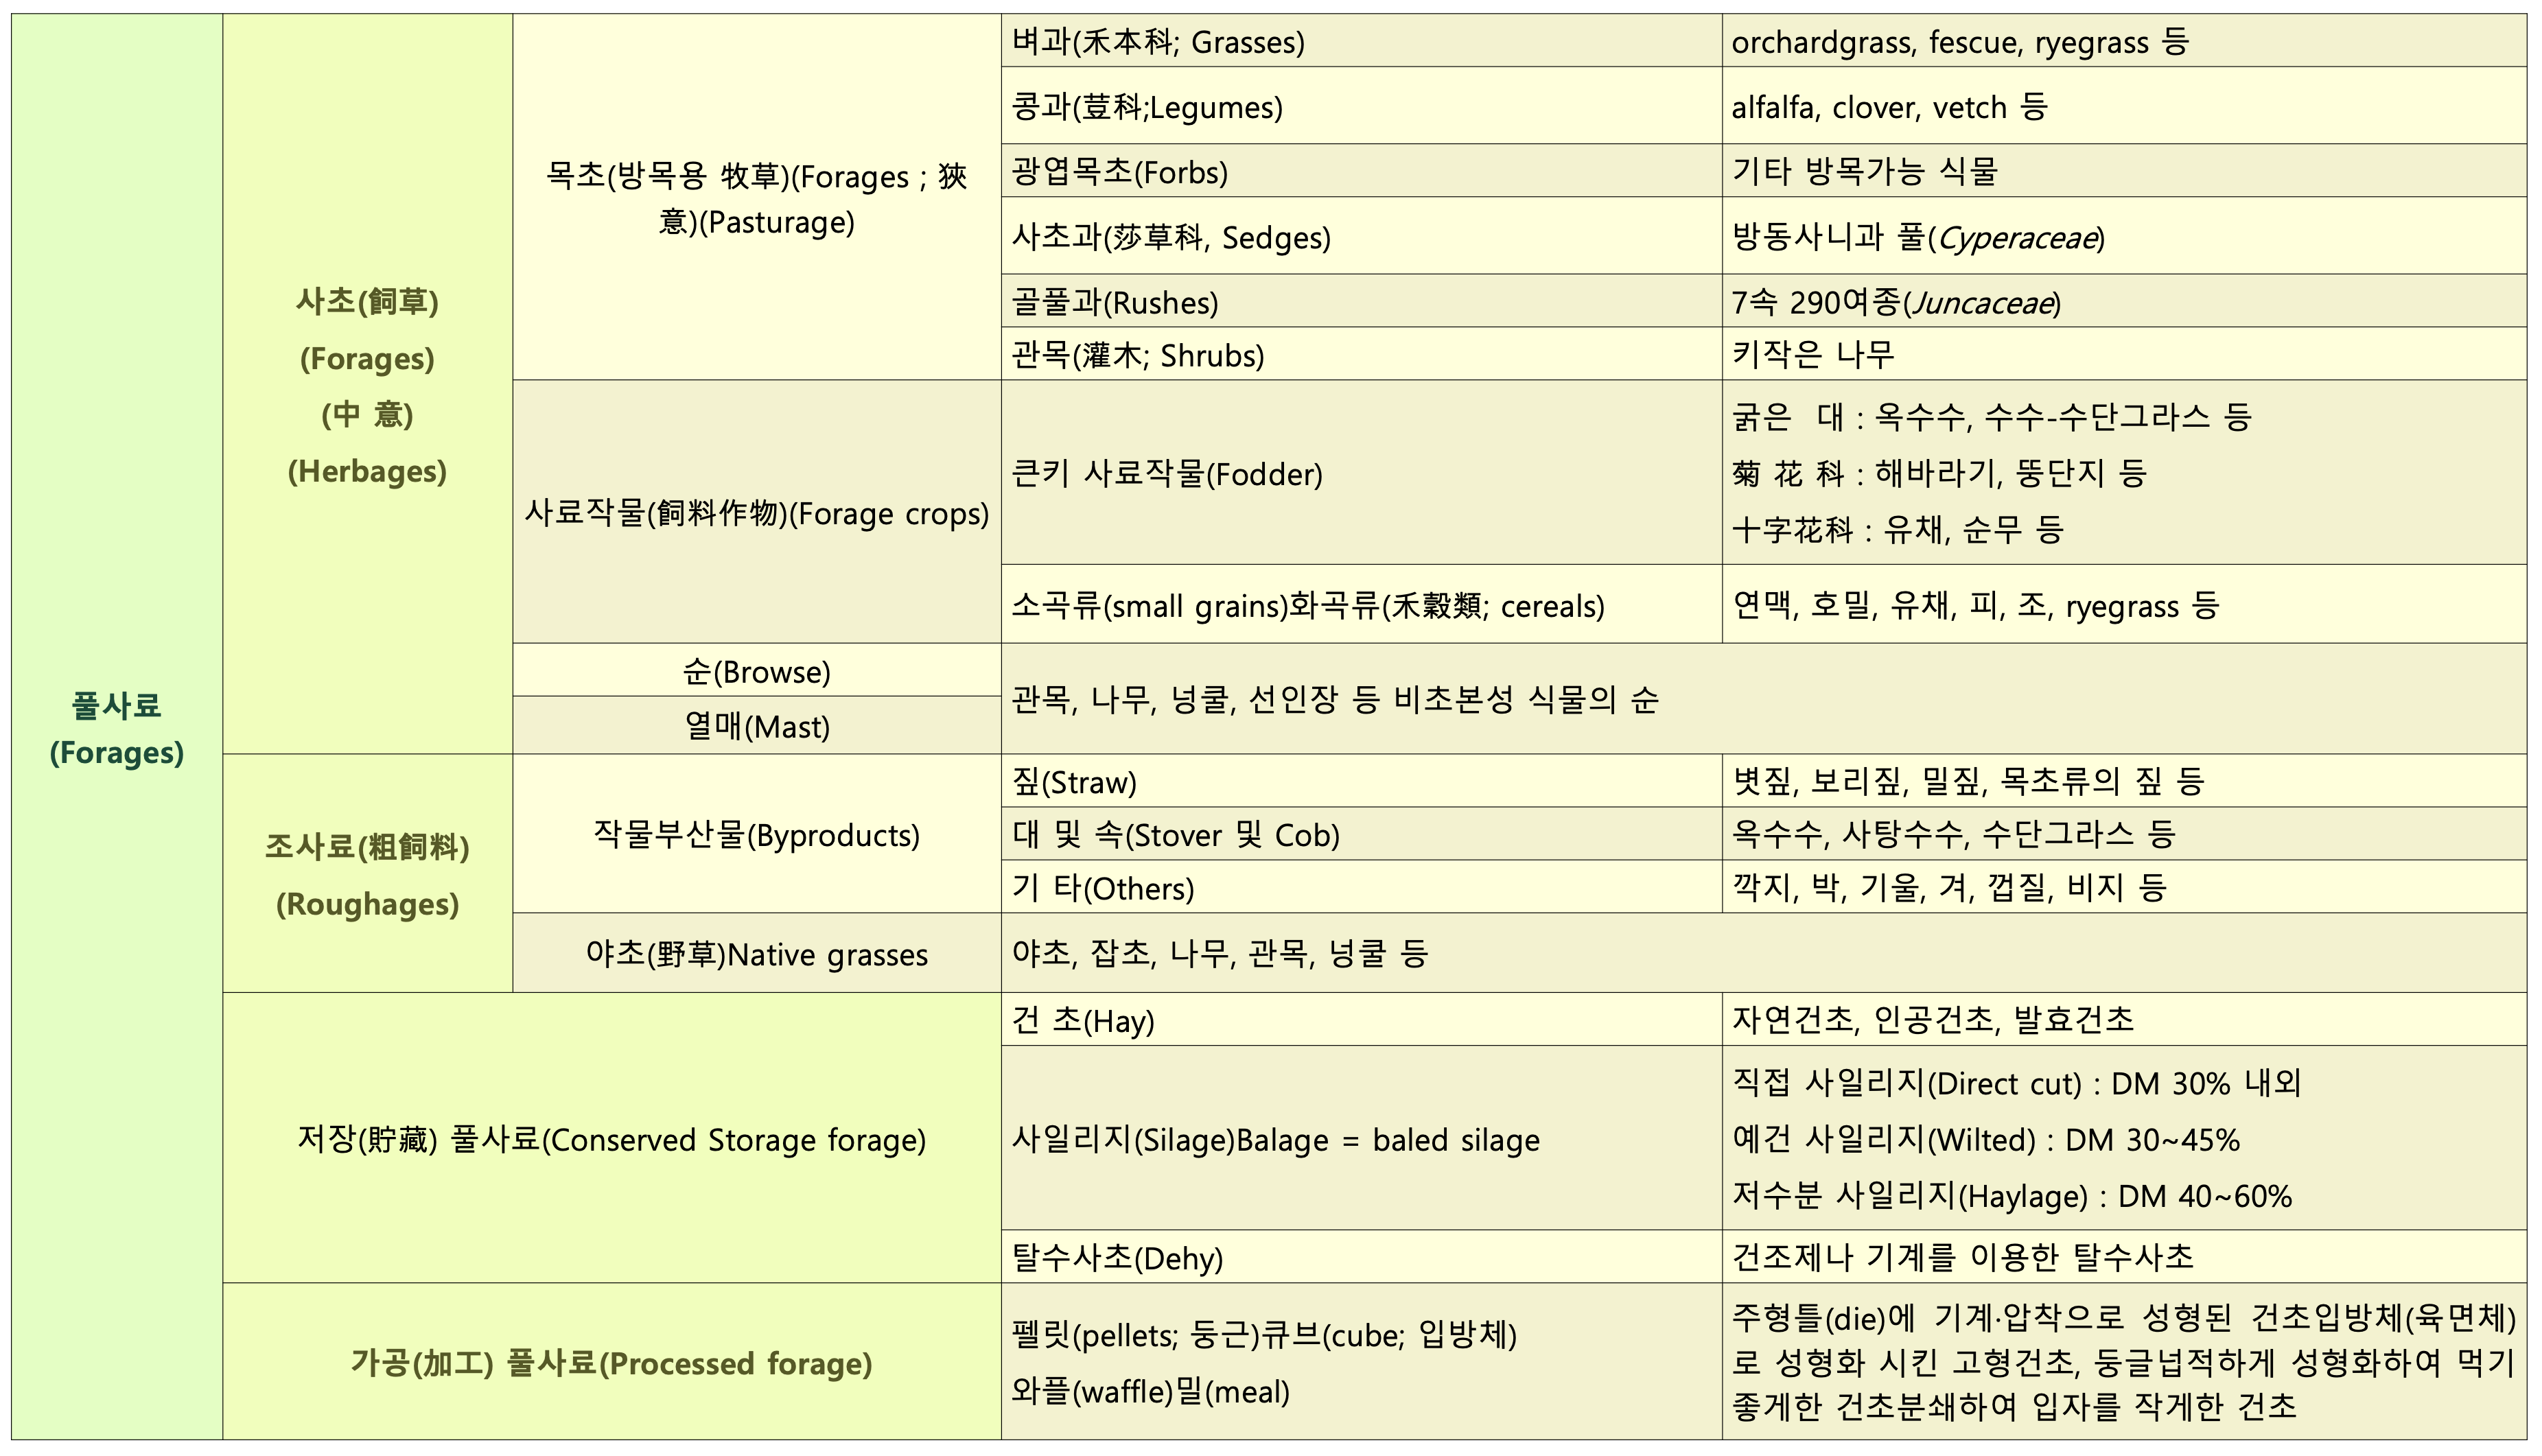 풀사료
(Forages)
사초(飼草)
(Forages)
(中 意)
(Herbages)
목초(방목용 牧草)(Forages ; 狹
意)(Pasturage)
벼과(禾本科; Grasses)
orchardgrass, fescue, ryegrass 등
콩과(荳科;Legumes)
alfalfa, clover, vetch 등
광엽목초(Forbs)
기타 방목가능 식물
사초과(莎草科, Sedges)
방동사니과 풀(Cyperaceae)
골풀과(Rushes)
7속 290여종(Juncaceae)
관목(灌木; Shrubs)
키작은 나무
사료작물(飼料作物)(Forage crops)
큰키 사료작물(Fodder)
굵은 대 : 옥수수, 수수-수단그라스 등
菊 花 科 : 해바라기, 뚱단지 등
十字花科 : 유채, 순무 등
소곡류(small grains)화곡류(禾穀類; cereals)
연맥, 호밀, 유채, 피, 조, ryegrass 등
순(Browse)
열매(Mast)
관목, 나무, 넝쿨, 선인장 등 비초본성 식물의 순
조사료(粗飼料)
(Roughages)
작물부산물(Byproducts)
짚(Straw)
볏짚, 보리짚, 밀짚, 목초류의 짚 등
대 및 속(Stover 및 Cob)
옥수수, 사탕수수, 수단그라스 등
기 타(Others)
깍지, 박, 기울, 겨, 껍질, 비지 등
야초(野草)Native grasses
야초, 잡초, 나무, 관목, 넝쿨 등
저장(貯藏) 풀사료(Conserved Storage forage)
건 초(Hay)
자연건초, 인공건초, 발효건초
사일리지(Silage)Balage = baled silage
직접 사일리지(Direct cut) : DM 30% 내외
예건 사일리지(Wilted) : DM 30~45%
저수분 사일리지(Haylage) : DM 40~60%
탈수사초(Dehy)
건조제나 기계를 이용한 탈수사초
가공(加工) 풀사료(Processed forage)
펠릿(pellets; 둥근)큐브(cube; 입방체)
와플(waffle)밀(meal)
주형틀(die)에 기계·압착으로 성형된 건초입방체(육면체)
로 성형화 시킨 고형건초, 둥글넙적하게 성형화하여 먹기
좋게한 건초분쇄하여 입자를 작게한 건초